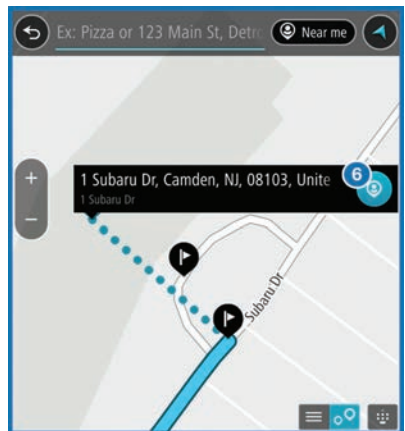 Ex: Pizza or 123 Main St, Detr
Near me
+
1 Subaru Dr, Camden, NJ, 08103, Unite
6
1 Subaru Dr
−
Subaru Dr